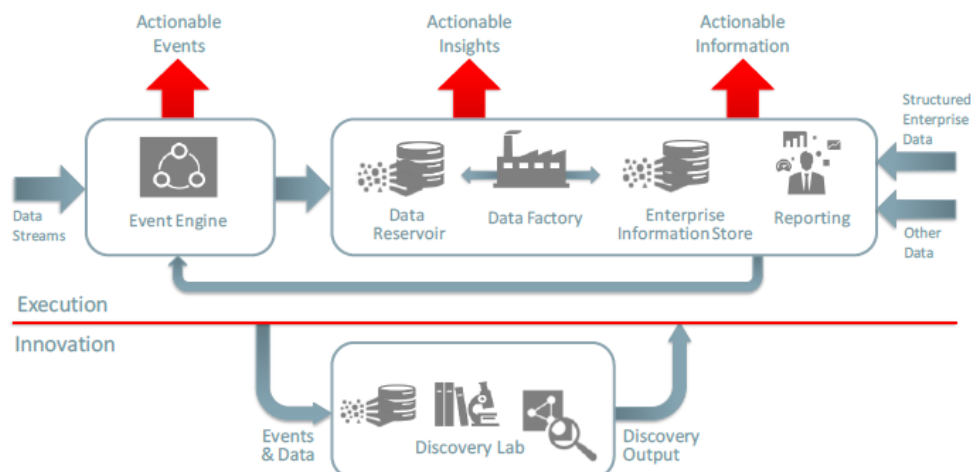 Actionable
Events
Actionable
Insights
Actionable
Information
Structured
Enterprise
Data
Data
Streams
Event Engine
Data
Reservoir
Data Factory
Enterprise
Information Store
Reporting
Other
Data
Execution
Innovation
Events
& Data
Discovery Lab
Discovery
Output